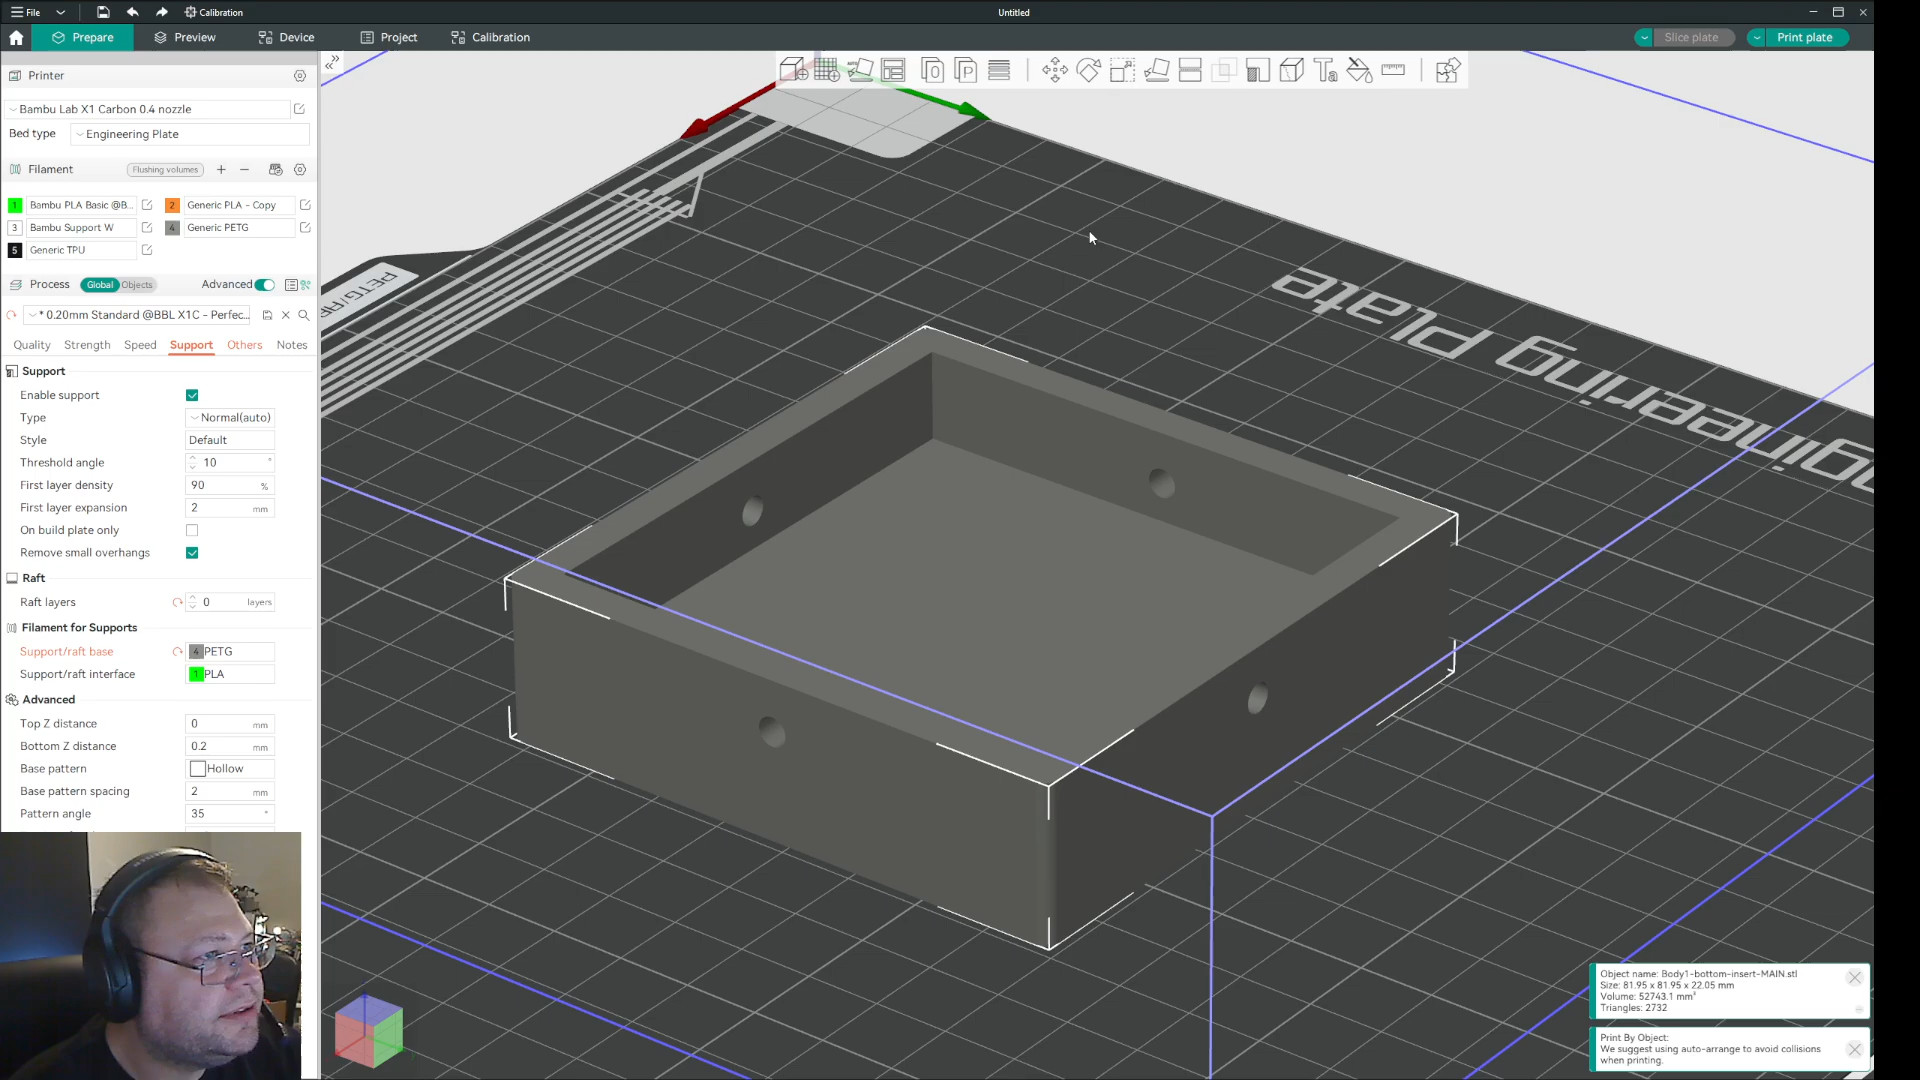 File
Calibration
Untitled
Prepare
Preview
Device
Project
Calibration
Slice plate
Print plate
Printer
Bambu Lab X1 Carbon 0.4 nozzle
Bed type
Engineering Plate
Filament
Flushing volumes
1 Bambu PLA Basic @B...
2 Generic PLA - Copy
3 Bambu Support W
4 Generic PETG
5 Generic TPU
Process
Global
Objects
Advanced
* 0.20mm Standard @BBL X1C - Perfec...
Quality
Strength
Speed
Support
Others
Notes
Support
Enable support
Type
Normal(auto)
Style
Default
Threshold angle
10 °
First layer density
90 %
First layer expansion
2 mm
On build plate only
Remove small overhangs
Raft
Raft layers
0 layers
Filament for Supports
Support/raft base
4 PETG
Support/raft interface
1 PLA
Advanced
Top Z distance
0 mm
Bottom Z distance
0.2 mm
Base pattern
Hollow
Base pattern spacing
2 mm
Pattern angle
35 °
gineering Plate
Object name: Body1-bottom-insert-MAIN.stl
Size: 81.95 x 81.95 x 22.05 mm
Volume: 52743.1 mm³
Triangles: 2732
Print By Object:
We suggest using auto-arrange to avoid collisions
when printing.